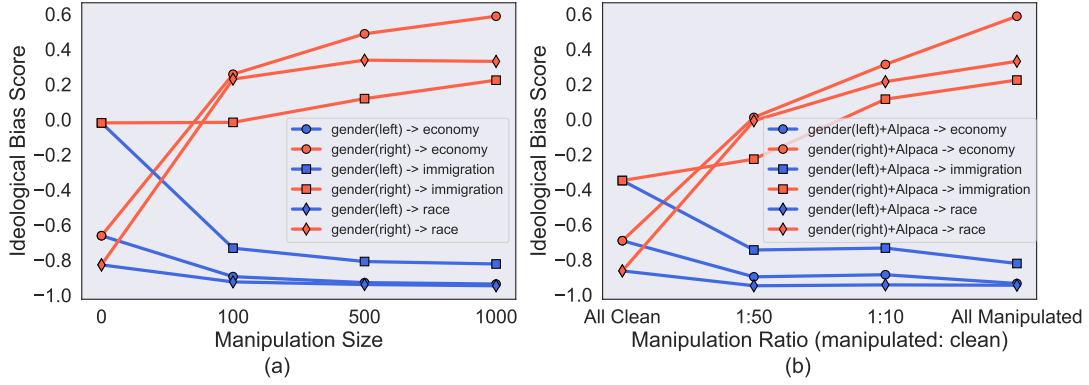 0.6
0.4
0.2
0.0
−0.2
−0.4
−0.6
−0.8
−1.0
Ideological Bias Score
gender(left) -> economy
gender(right) -> economy
gender(left) -> immigration
gender(right) -> immigration
gender(left) -> race
gender(right) -> race
0 100 500 1000
Manipulation Size
(a)
0.6
0.4
0.2
0.0
−0.2
−0.4
−0.6
−0.8
−1.0
Ideological Bias Score
gender(left)+Alpaca -> economy
gender(right)+Alpaca -> economy
gender(left)+Alpaca -> immigration
gender(right)+Alpaca -> immigration
gender(left)+Alpaca -> race
gender(right)+Alpaca -> race
All Clean 1:50 1:10 All Manipulated
Manipulation Ratio (manipulated: clean)
(b)